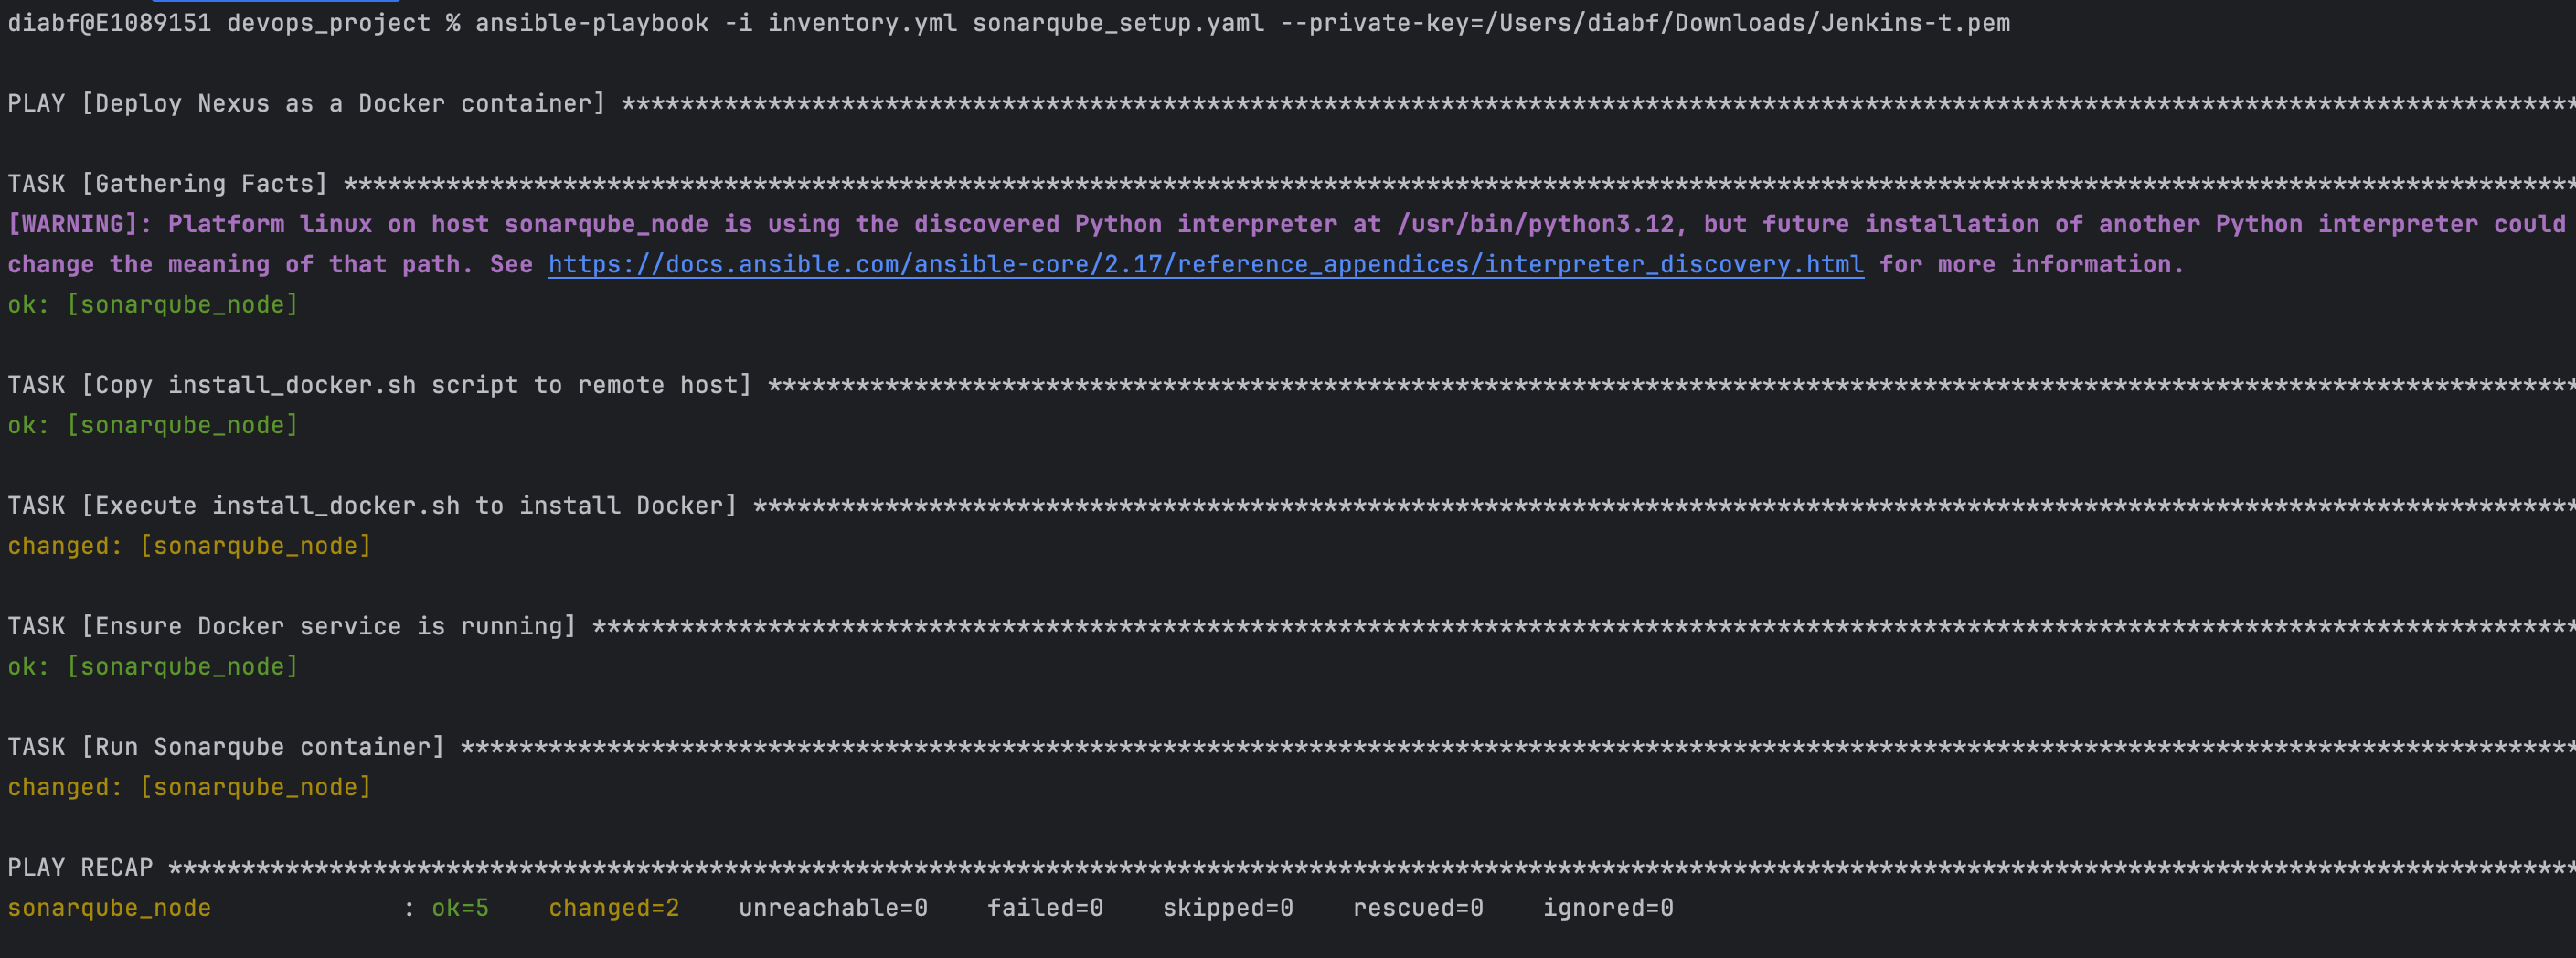 diabf@E1089151 devops_project % ansible-playbook -i inventory.yml sonarqube_setup.yaml --private-key=/Users/diabf/Downloads/Jenkins-t.pem
PLAY [Deploy Nexus as a Docker container] **************************************************************************************************************************************
TASK [Gathering Facts] *********************************************************************************************************************************************************
[WARNING]: Platform linux on host sonarqube_node is using the discovered Python interpreter at /usr/bin/python3.12, but future installation of another Python interpreter could
change the meaning of that path. See https://docs.ansible.com/ansible-core/2.17/reference_appendices/interpreter_discovery.html for more information.
ok: [sonarqube_node]
TASK [Copy install_docker.sh script to remote host] ****************************************************************************************************************************
ok: [sonarqube_node]
TASK [Execute install_docker.sh to install Docker] *****************************************************************************************************************************
changed: [sonarqube_node]
TASK [Ensure Docker service is running] ****************************************************************************************************************************************
ok: [sonarqube_node]
TASK [Run Sonarqube container] *************************************************************************************************************************************************
changed: [sonarqube_node]
PLAY RECAP *********************************************************************************************************************************************************************
sonarqube_node             : ok=5    changed=2    unreachable=0    failed=0    skipped=0    rescued=0    ignored=0